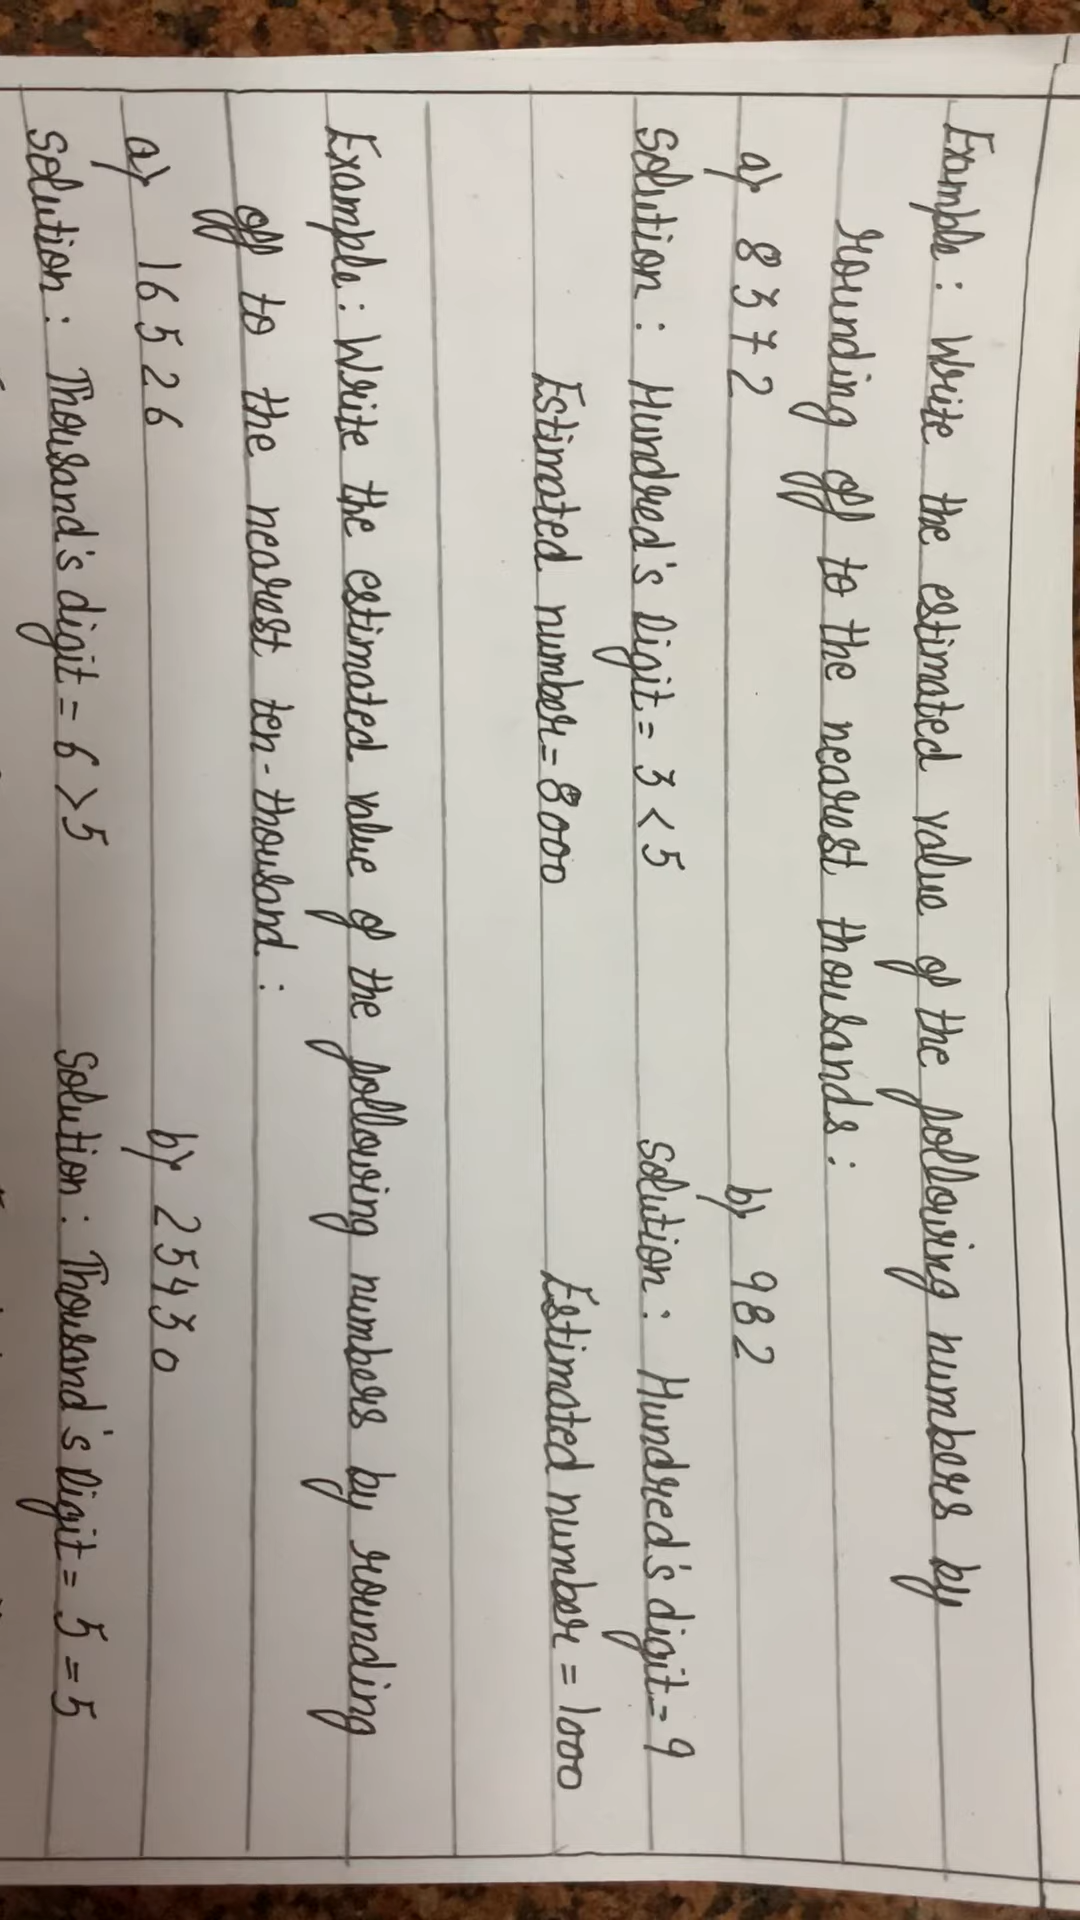 Example: Write the estimated value of the following numbers by
rounding off to the nearest thousands:
a) 8372 b) 982
Solution: Hundred's Digit = 3 < 5 Solution: Hundred's digit = 9
Estimated number = 8000 Estimated number = 1000
Example: Write the estimated value of the following numbers by rounding
off to the nearest ten-thousand:
a) 16526 b) 25430
Solution: Thousand's digit = 6 > 5 Solution: Thousand's Digit = 5 = 5